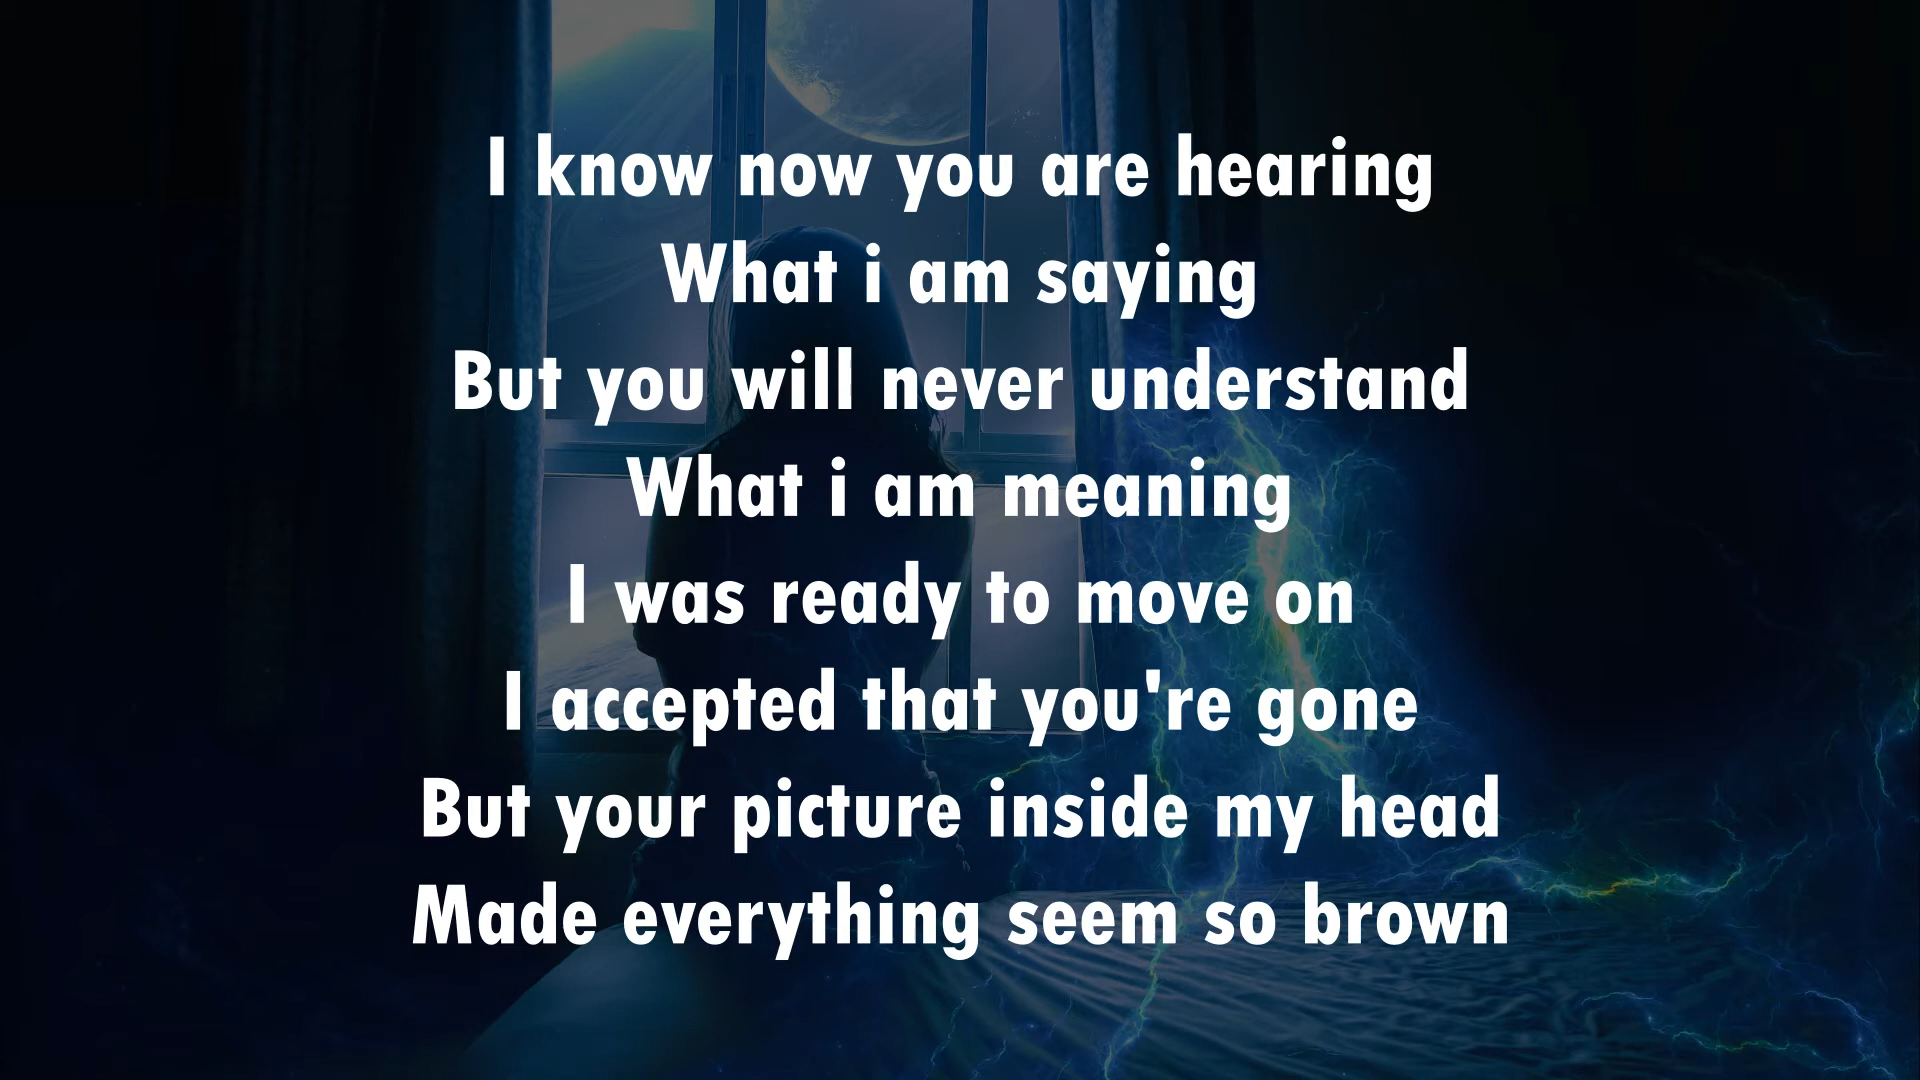 I know now you are hearing
What i am saying
But you will never understand
What i am meaning
I was ready to move on
I accepted that you're gone
But your picture inside my head
Made everything seem so brown